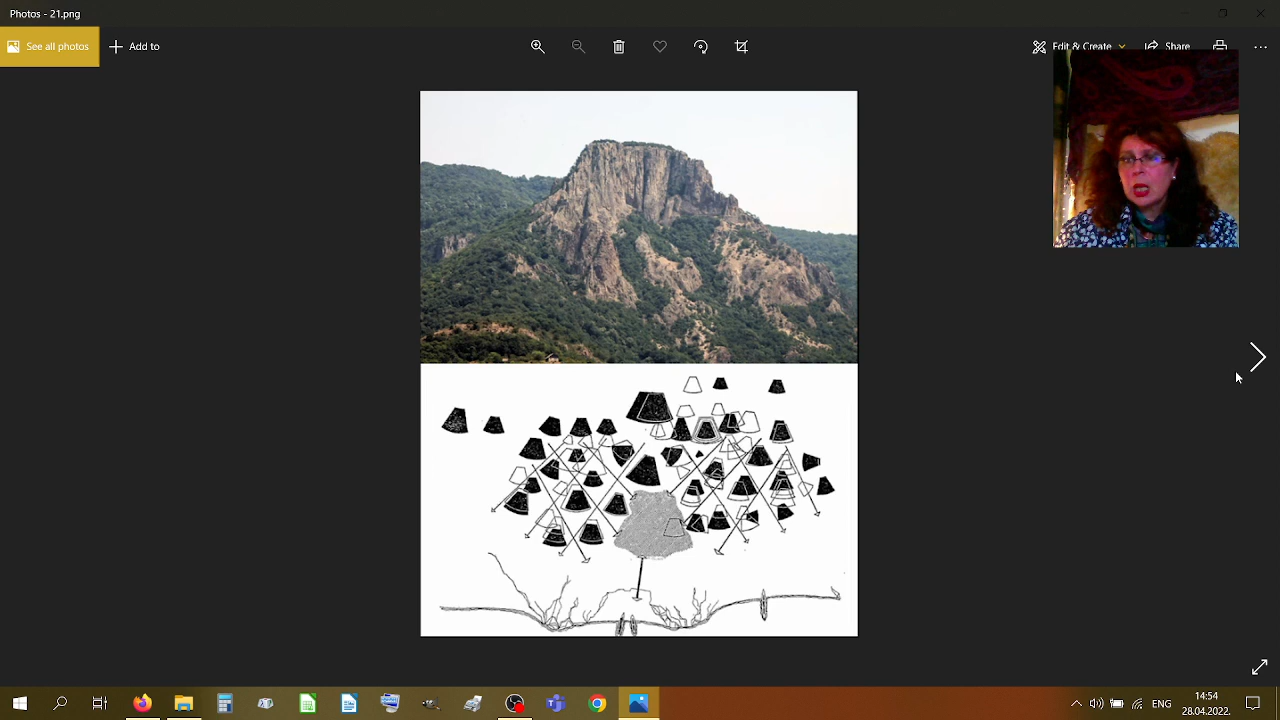 Photos - 21.png
See all photos
Add to
Edit & Create
Share
ENG
14:54
28.04.2022.